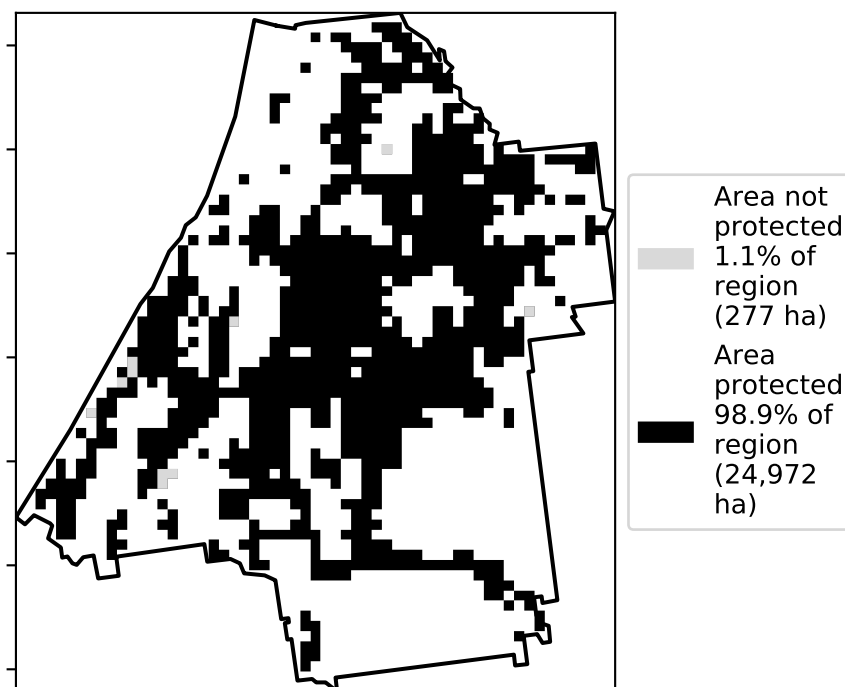 Area not
protected
1.1% of
region
(277 ha)
Area
protected
98.9% of
region
(24,972
ha)